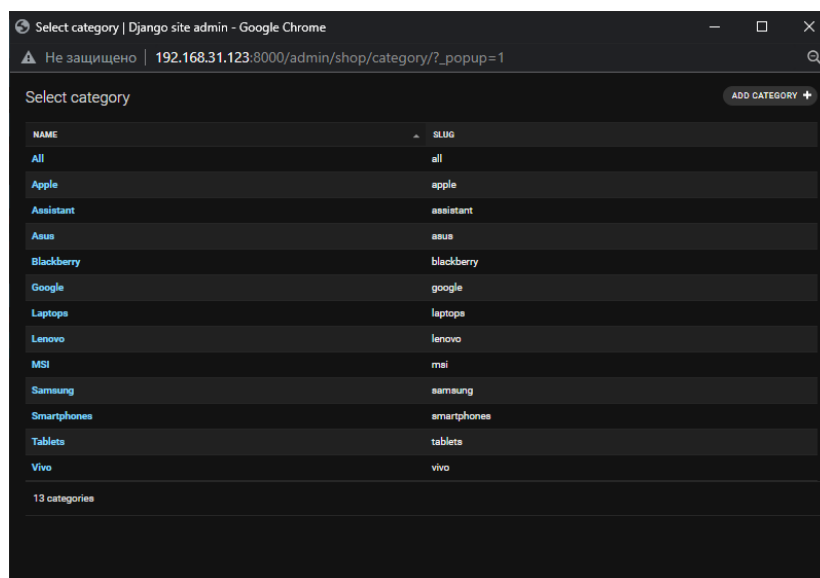 Select category | Django site admin - Google Chrome
Не защищено | 192.168.31.123:8000/admin/shop/category/?_popup=1
Select category ADD CATEGORY +
NAME SLUG
All all
Apple apple
Assistant assistant
Asus asus
Blackberry blackberry
Google google
Laptops laptops
Lenovo lenovo
MSI msi
Samsung samsung
Smartphones smartphones
Tablets tablets
Vivo vivo
13 categories